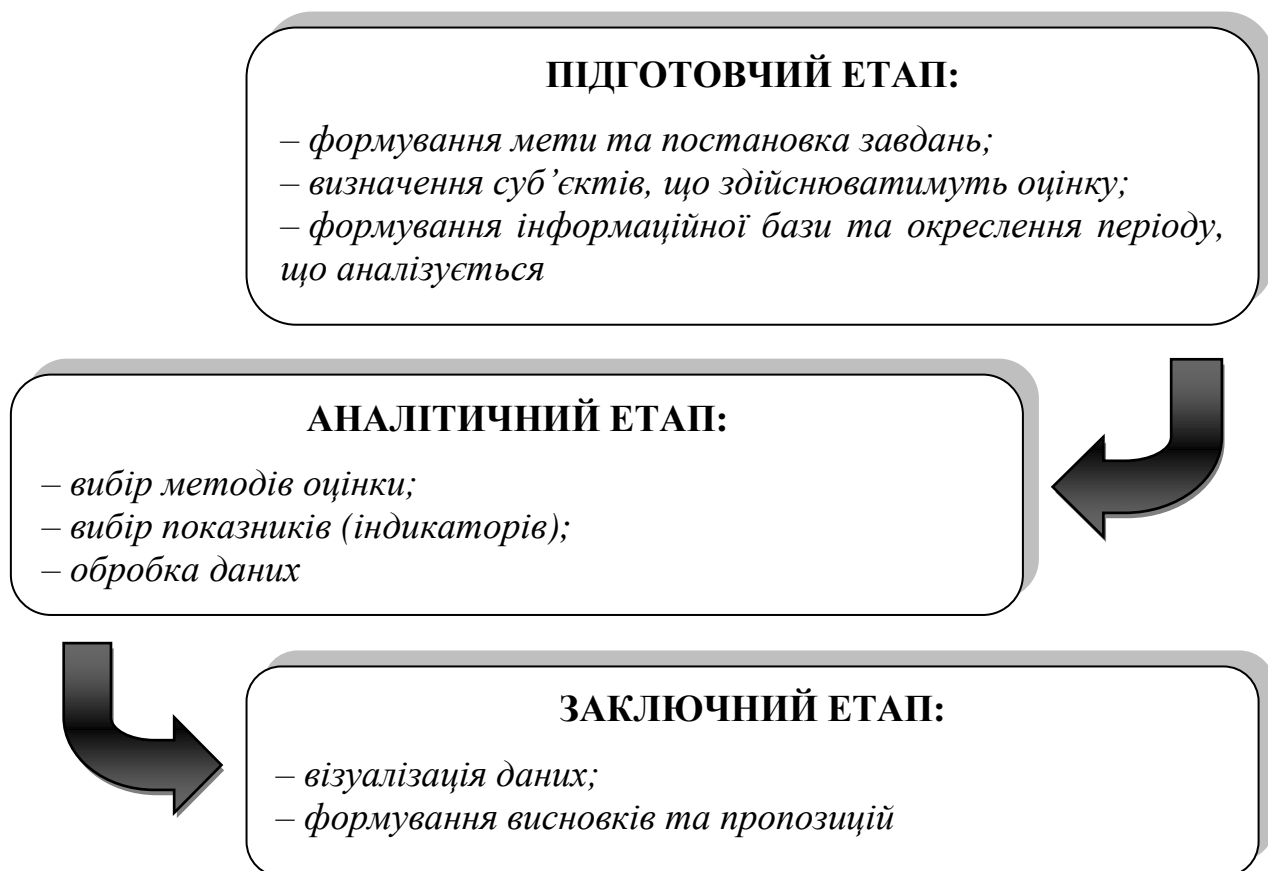 ПІДГОТОВЧИЙ ЕТАП:
– формування мети та постановка завдань;
– визначення суб’єктів, що здійснюватимуть оцінку;
– формування інформаційної бази та окреслення періоду,
що аналізується
АНАЛІТИЧНИЙ ЕТАП:
– вибір методів оцінки;
– вибір показників (індикаторів);
– обробка даних
ЗАКЛЮЧНИЙ ЕТАП:
– візуалізація даних;
– формування висновків та пропозицій